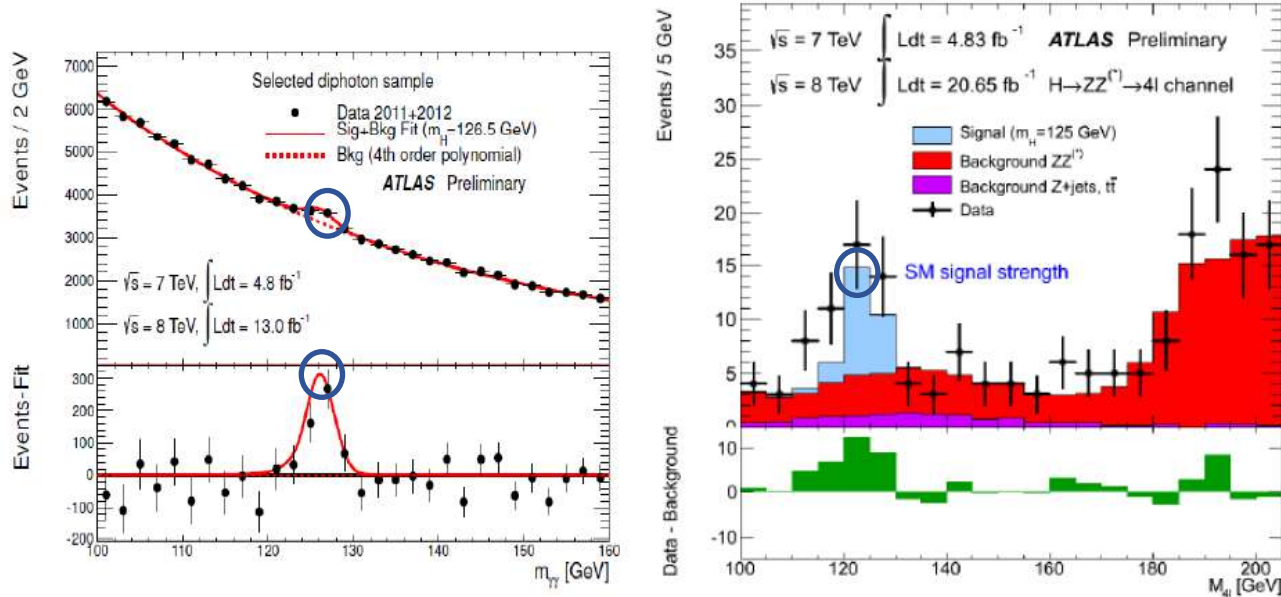 Events / 2 GeV
7000
6000
5000
4000
3000
2000
1000
Selected diphoton sample
Data 2011+2012
Sig+Bkg Fit (m_H=126.5 GeV)
Bkg (4th order polynomial)
ATLAS Preliminary
√s = 7 TeV, ∫Ldt = 4.8 fb⁻¹
√s = 8 TeV, ∫Ldt = 13.0 fb⁻¹
Events-Fit
300
200
100
0
-100
-200
100 110 120 130 140 150 160
m_γγ [GeV]
Events / 5 GeV
35
30
25
20
15
10
5
0
√s = 7 TeV ∫Ldt = 4.83 fb⁻¹ ATLAS Preliminary
√s = 8 TeV ∫Ldt = 20.65 fb⁻¹ H→ZZ⁽*⁾→4l channel
Signal (m_H=125 GeV)
Background ZZ⁽*⁾
Background Z+jets, tt̄
Data
SM signal strength
Data - Background
10
0
-10
100 120 140 160 180 200
M_4l [GeV]